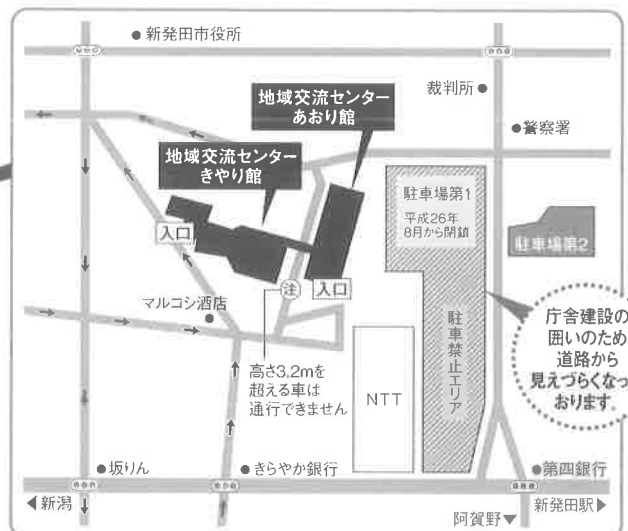 新発田市役所
裁判所
地域交流センター
あおり館
警察署
地域交流センター
きやり館
駐車場第1
平成26年
8月から閉鎖
駐車場第2
入口
注
入口
マルコシ酒店
駐車禁止エリア
庁舎建設の
囲いのため
道路から
見えづらくなって
おります。
高さ3.2mを
超える車は
通行できません
NTT
坂りん
きらやか銀行
第四銀行
◀新潟
新発田駅▶
阿賀野▼